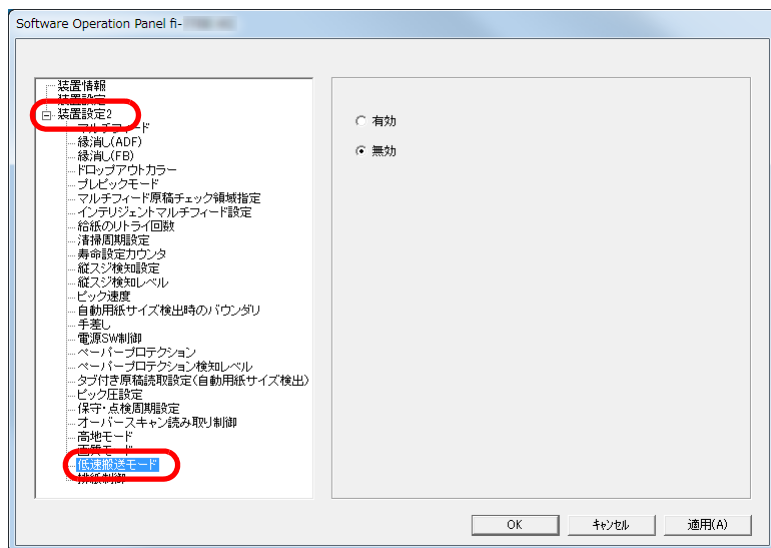 Software Operation Panel fi-
装置情報
装置設定
装置設定2
マルチフィード
縁消し(ADF)
縁消し(FB)
ドロップアウトカラー
プレピックモード
マルチフィード原稿チェック領域指定
インテリジェントマルチフィード設定
給紙のリトライ回数
清掃周期設定
寿命設定カウンタ
縦スジ検知設定
縦スジ検知レベル
ピック速度
自動用紙サイズ検出時のバウンダリ
手差し
電源SW制御
ペーパープロテクション
ペーパープロテクション検知レベル
タブ付き原稿読取設定(自動用紙サイズ検出)
ピック圧設定
保守・点検周期設定
オーバースキャン読み取り制御
高地モード
画質モード
低速搬送モード
排紙制御
有効
無効
OK
キャンセル
適用(A)